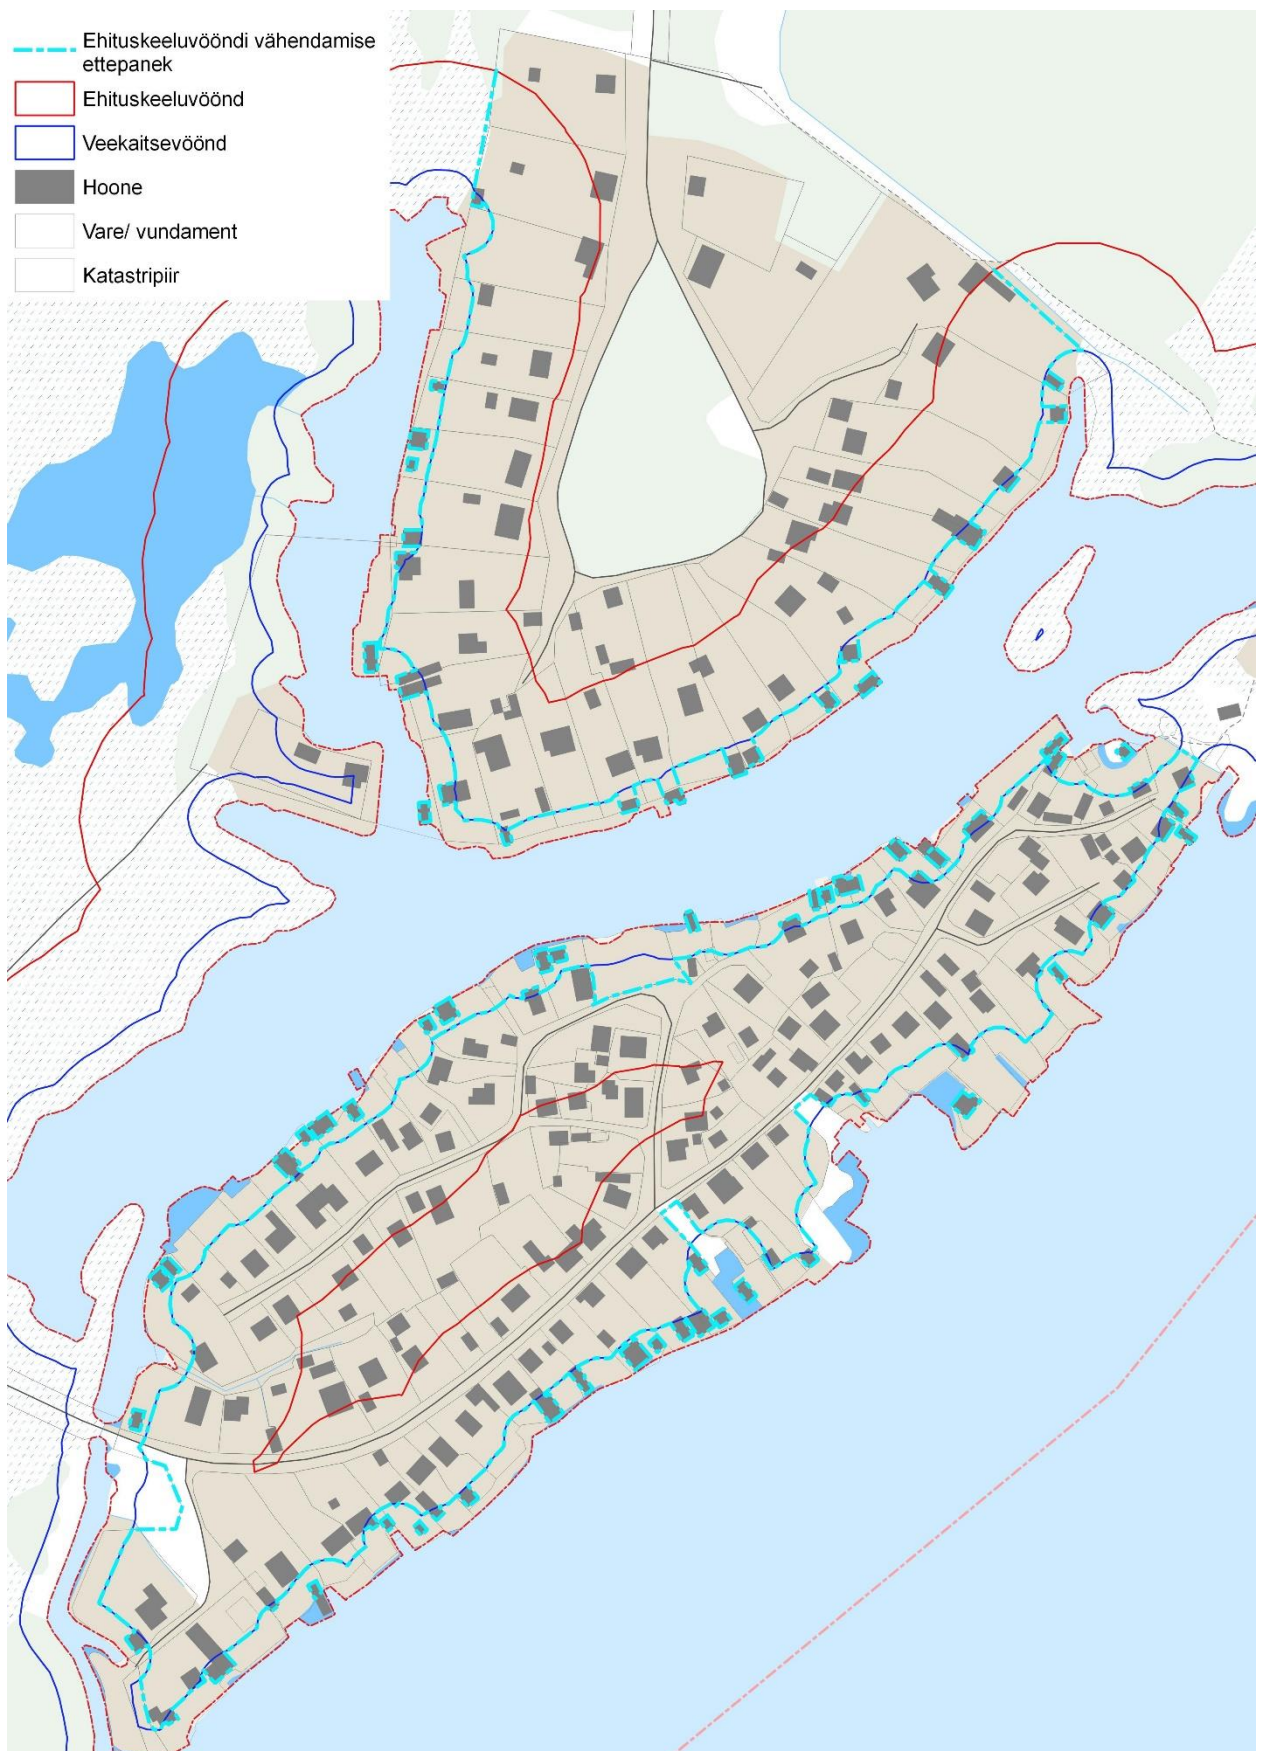 Ehituskeeluvööndi vähendamise
ettepanek
Ehituskeeluvöönd
Veekaitsevöönd
Hoone
Vare/ vundament
Katastripiir